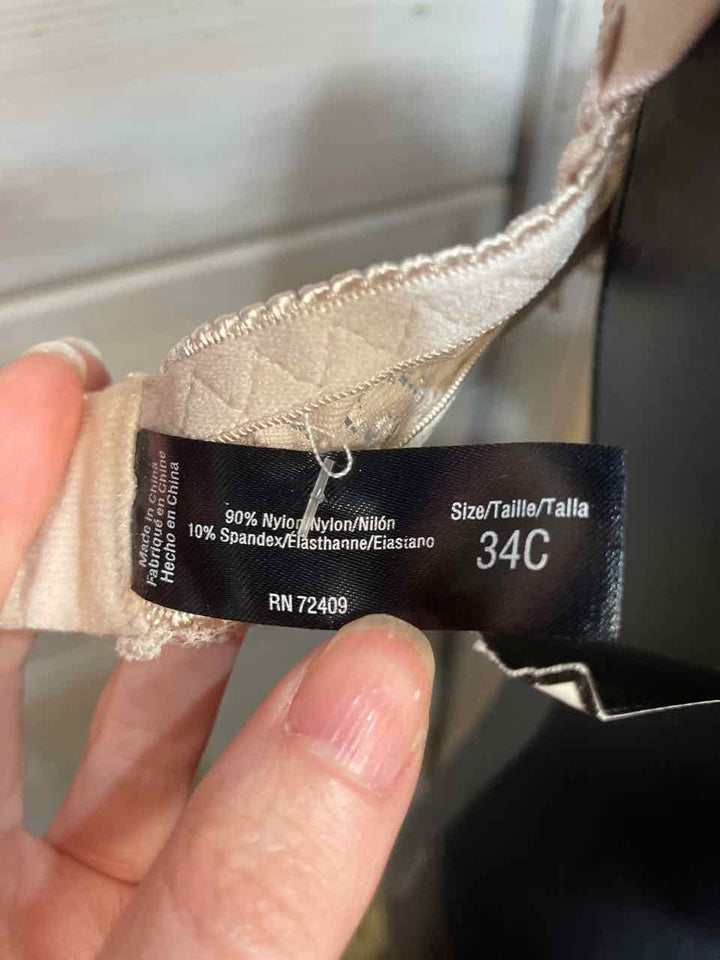 Made in China
Fabriqué en Chine
Hecho en China
90% Nylon/Nylon/Nilón
10% Spandex/Élasthanne/Elastano
RN 72409
Size/Taille/Talla
34C